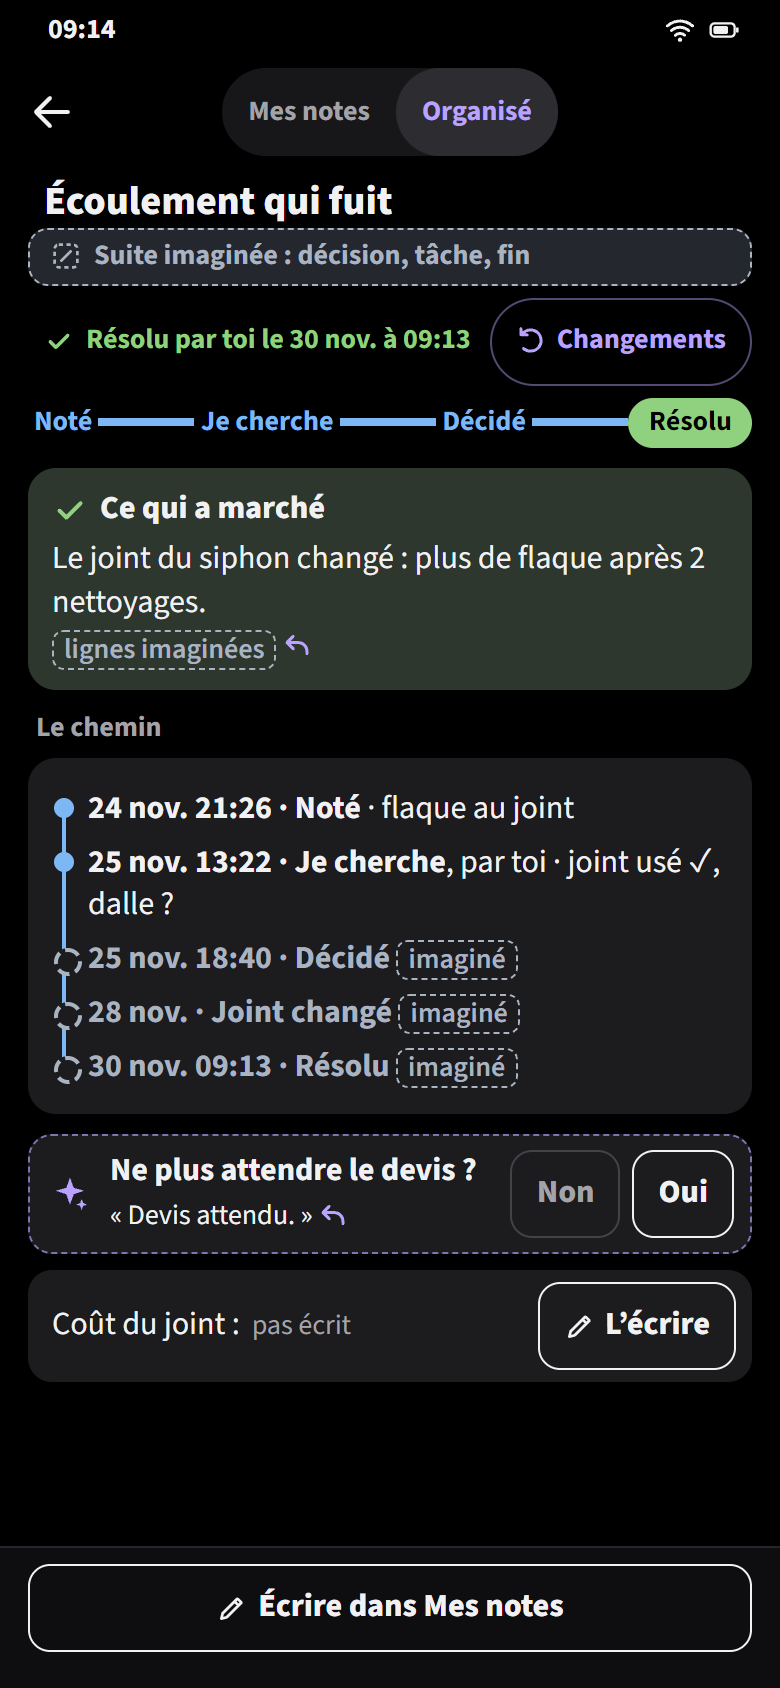 09:14
Mes notes
Organisé
Écoulement qui fuit
Suite imaginée : décision, tâche, fin
Résolu par toi le 30 nov. à 09:13
Changements
Noté
Je cherche
Décidé
Résolu
Ce qui a marché
Le joint du siphon changé : plus de flaque après 2
nettoyages.
lignes imaginées
Le chemin
24 nov. 21:26 · Noté · flaque au joint
25 nov. 13:22 · Je cherche, par toi · joint usé ✓,
dalle ?
25 nov. 18:40 · Décidé imaginé
28 nov. · Joint changé imaginé
30 nov. 09:13 · Résolu imaginé
Ne plus attendre le devis ?
« Devis attendu. »
Non
Oui
Coût du joint : pas écrit
L’écrire
Écrire dans Mes notes